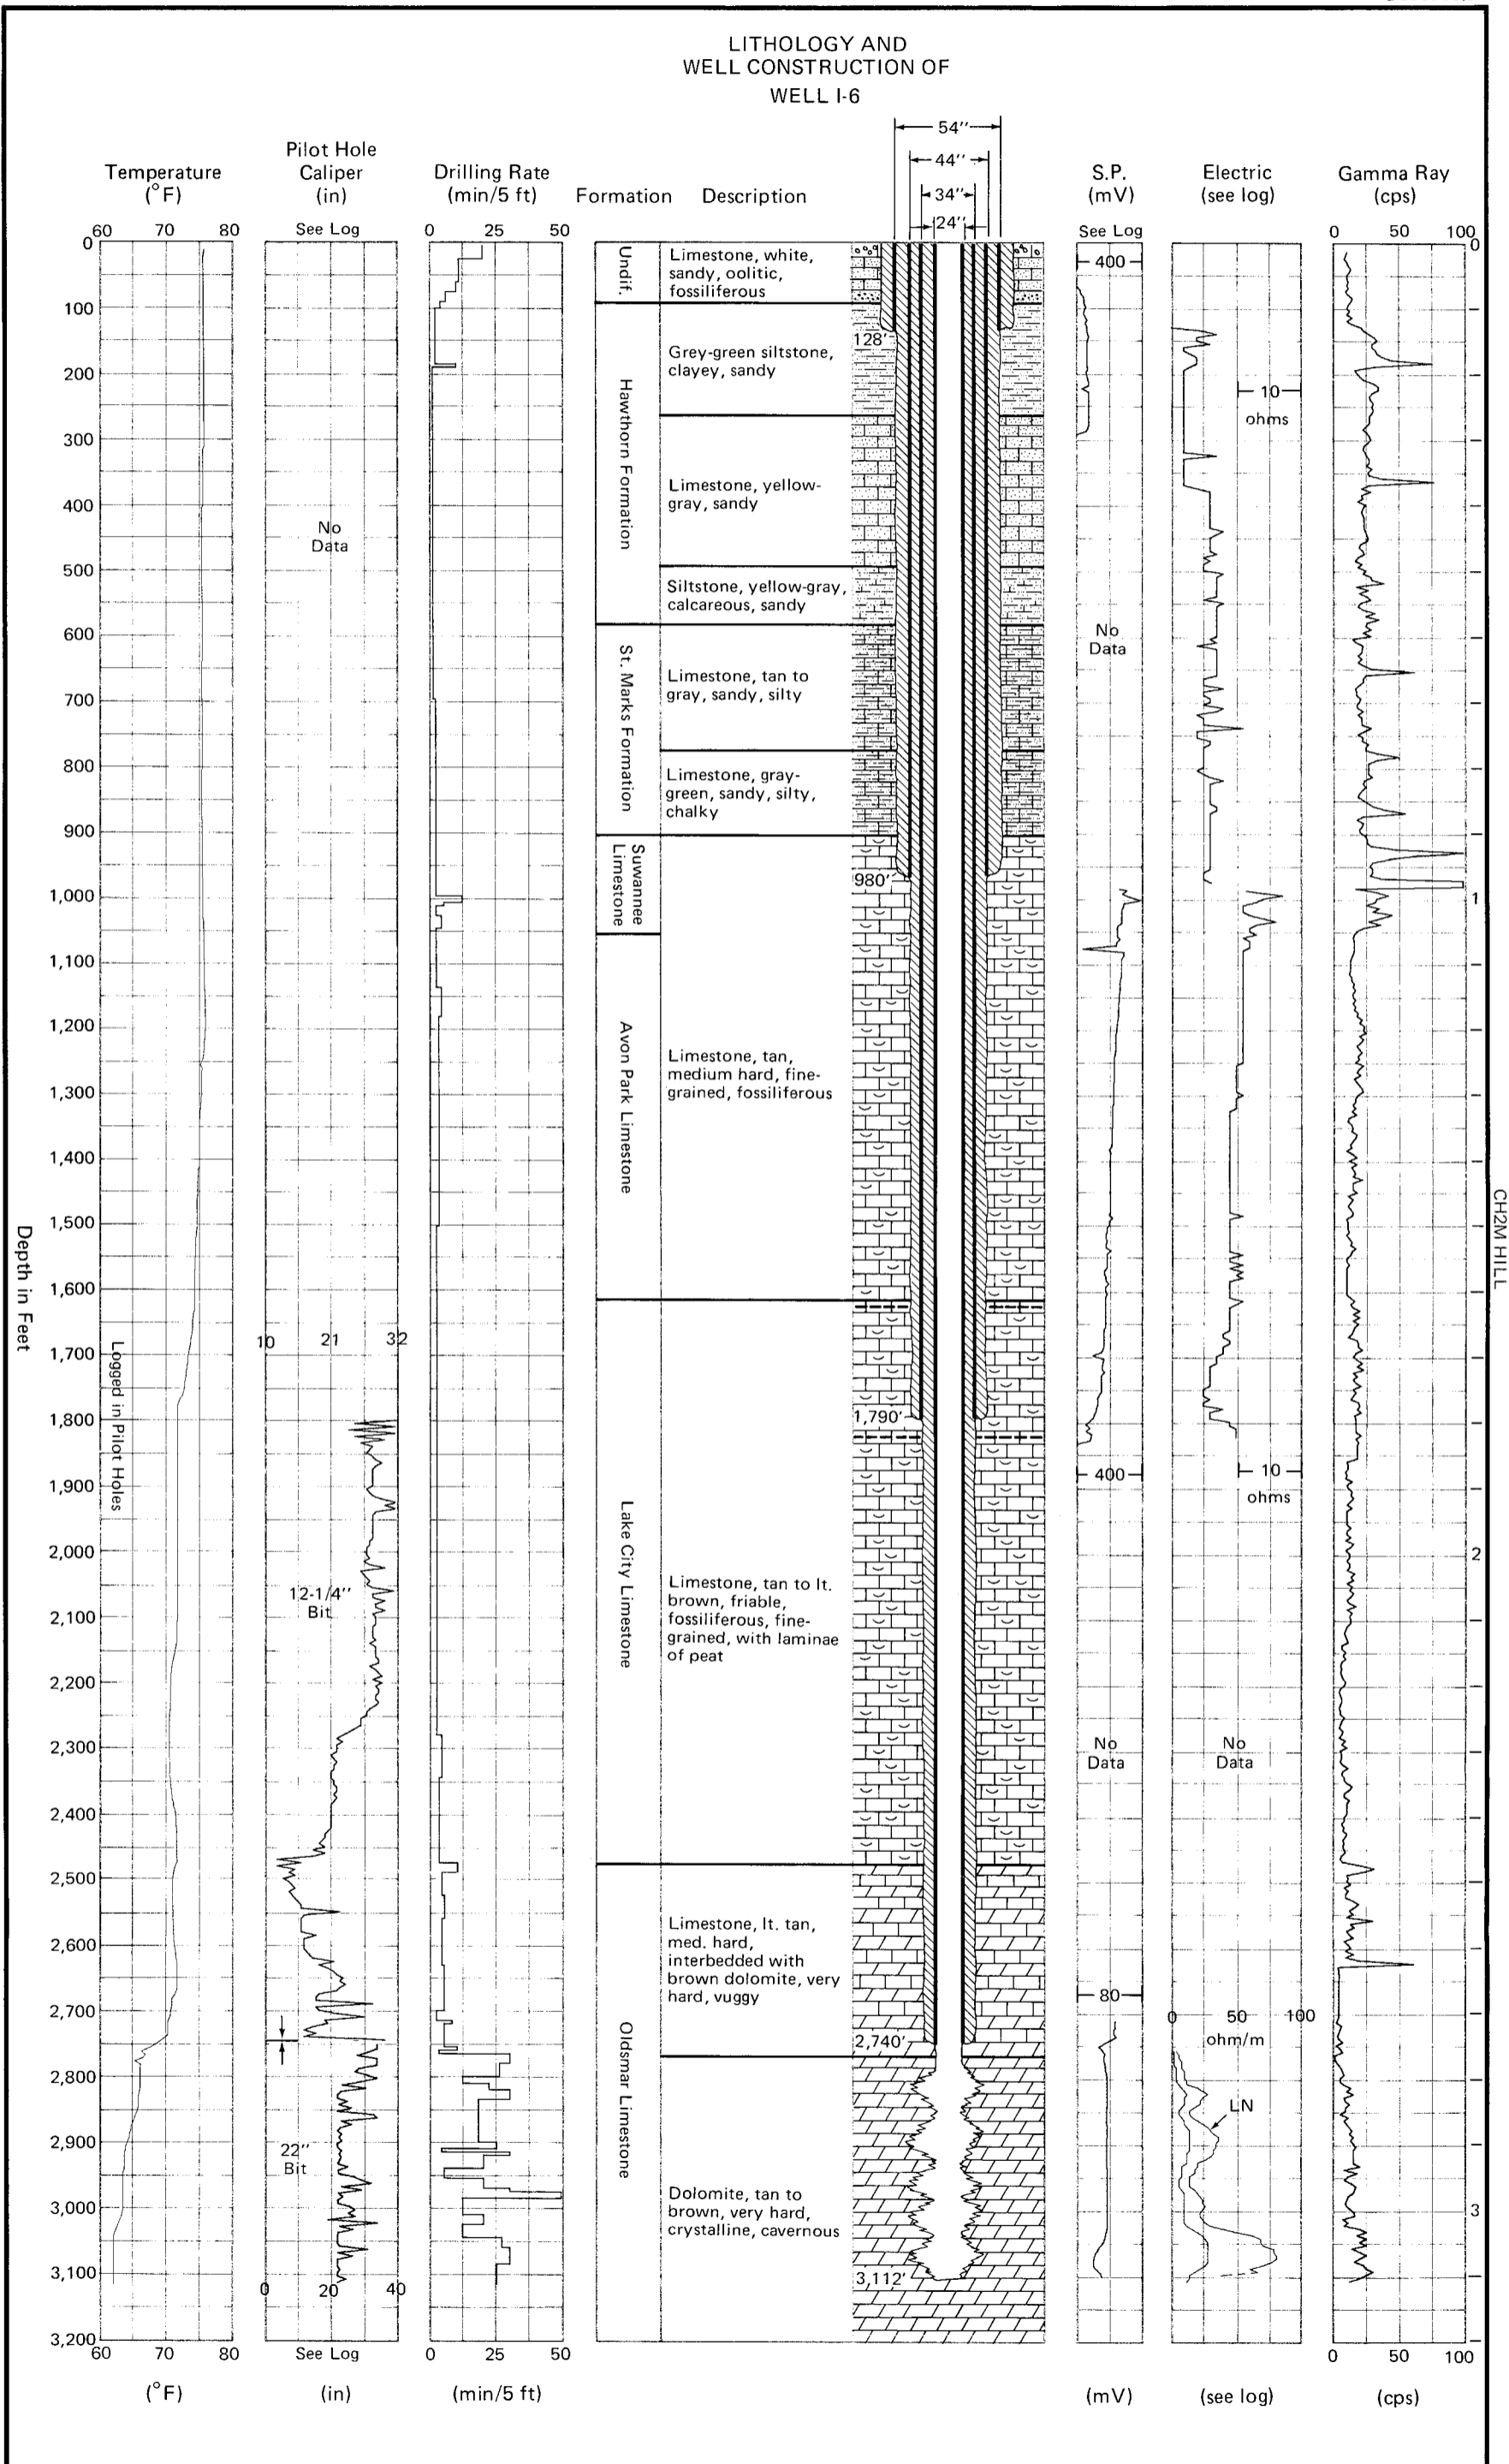 LITHOLOGY AND
WELL CONSTRUCTION OF
WELL I-6
54''
44''
34''
24''
Temperature
(°F)
Pilot Hole
Caliper
(in)
Drilling Rate
(min/5 ft)
Formation
Description
S.P.
(mV)
Electric
(see log)
Gamma Ray
(cps)
60 70 80
See Log
0 25 50
See Log
0 50 100
Depth in Feet
0
100
200
300
400
500
600
700
800
900
1,000
1,100
1,200
1,300
1,400
1,500
1,600
1,700
1,800
1,900
2,000
2,100
2,200
2,300
2,400
2,500
2,600
2,700
2,800
2,900
3,000
3,100
3,200
Logged in Pilot Holes
No
Data
10 21 32
12-1/4''
Bit
22''
Bit
0 20 40
Undif.
Hawthorn Formation
St. Marks Formation
Suwannee
Limestone
Avon Park Limestone
Lake City Limestone
Oldsmar Limestone
Limestone, white,
sandy, oolitic,
fossiliferous
Grey-green siltstone,
clayey, sandy
Limestone, yellow-
gray, sandy
Siltstone, yellow-gray,
calcareous, sandy
Limestone, tan to
gray, sandy, silty
Limestone, gray-
green, sandy, silty,
chalky
Limestone, tan,
medium hard, fine-
grained, fossiliferous
Limestone, tan to lt.
brown, friable,
fossiliferous, fine-
grained, with laminae
of peat
Limestone, lt. tan,
med. hard,
interbedded with
brown dolomite, very
hard, vuggy
Dolomite, tan to
brown, very hard,
crystalline, cavernous
128'
980'
1,790'
2,740'
3,112'
400
No
Data
400
No
Data
80
10
ohms
10
ohms
No
Data
0 50 100
ohm/m
LN
0
1
2
3
CH2M HILL
60 70 80
See Log
0 25 50
0 50 100
(°F)
(in)
(min/5 ft)
(mV)
(see log)
(cps)